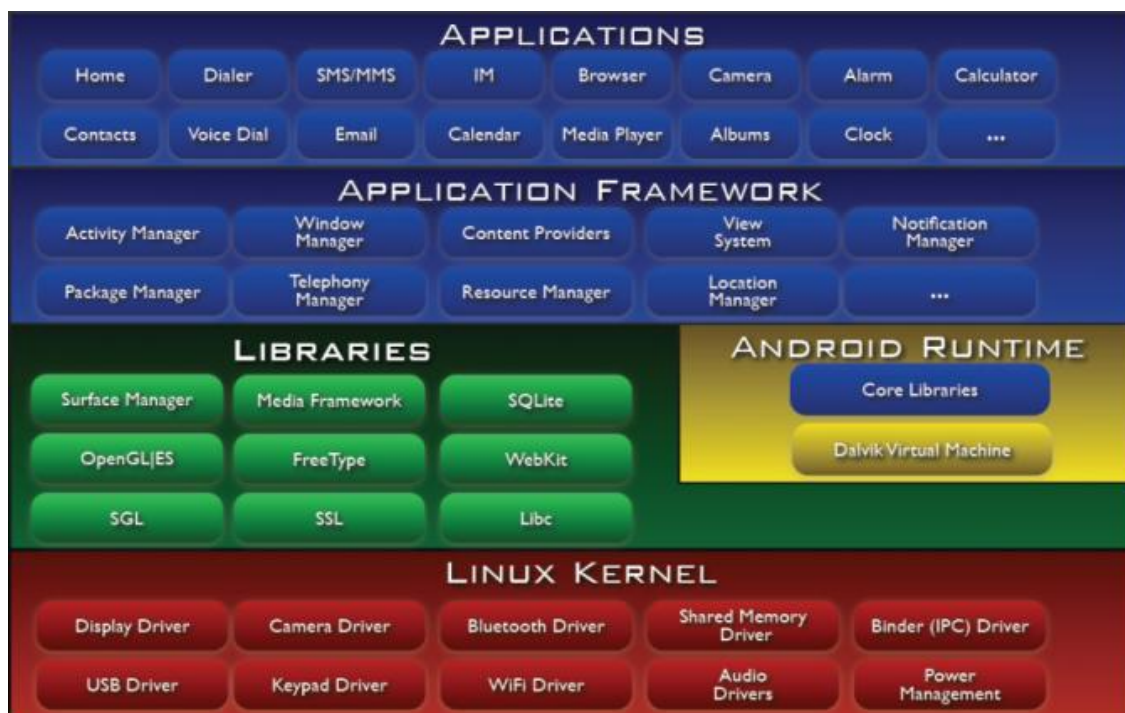 APPLICATIONS
Home Dialer SMS/MMS IM Browser Camera Alarm Calculator
Contacts Voice Dial Email Calendar Media Player Albums Clock ...
APPLICATION FRAMEWORK
Activity Manager Window Manager Content Providers View System Notification Manager
Package Manager Telephony Manager Resource Manager Location Manager ...
LIBRARIES
Surface Manager Media Framework SQLite
OpenGL|ES FreeType WebKit
SGL SSL Libc
ANDROID RUNTIME
Core Libraries
Dalvik Virtual Machine
LINUX KERNEL
Display Driver Camera Driver Bluetooth Driver Shared Memory Driver Binder (IPC) Driver
USB Driver Keypad Driver WiFi Driver Audio Drivers Power Management